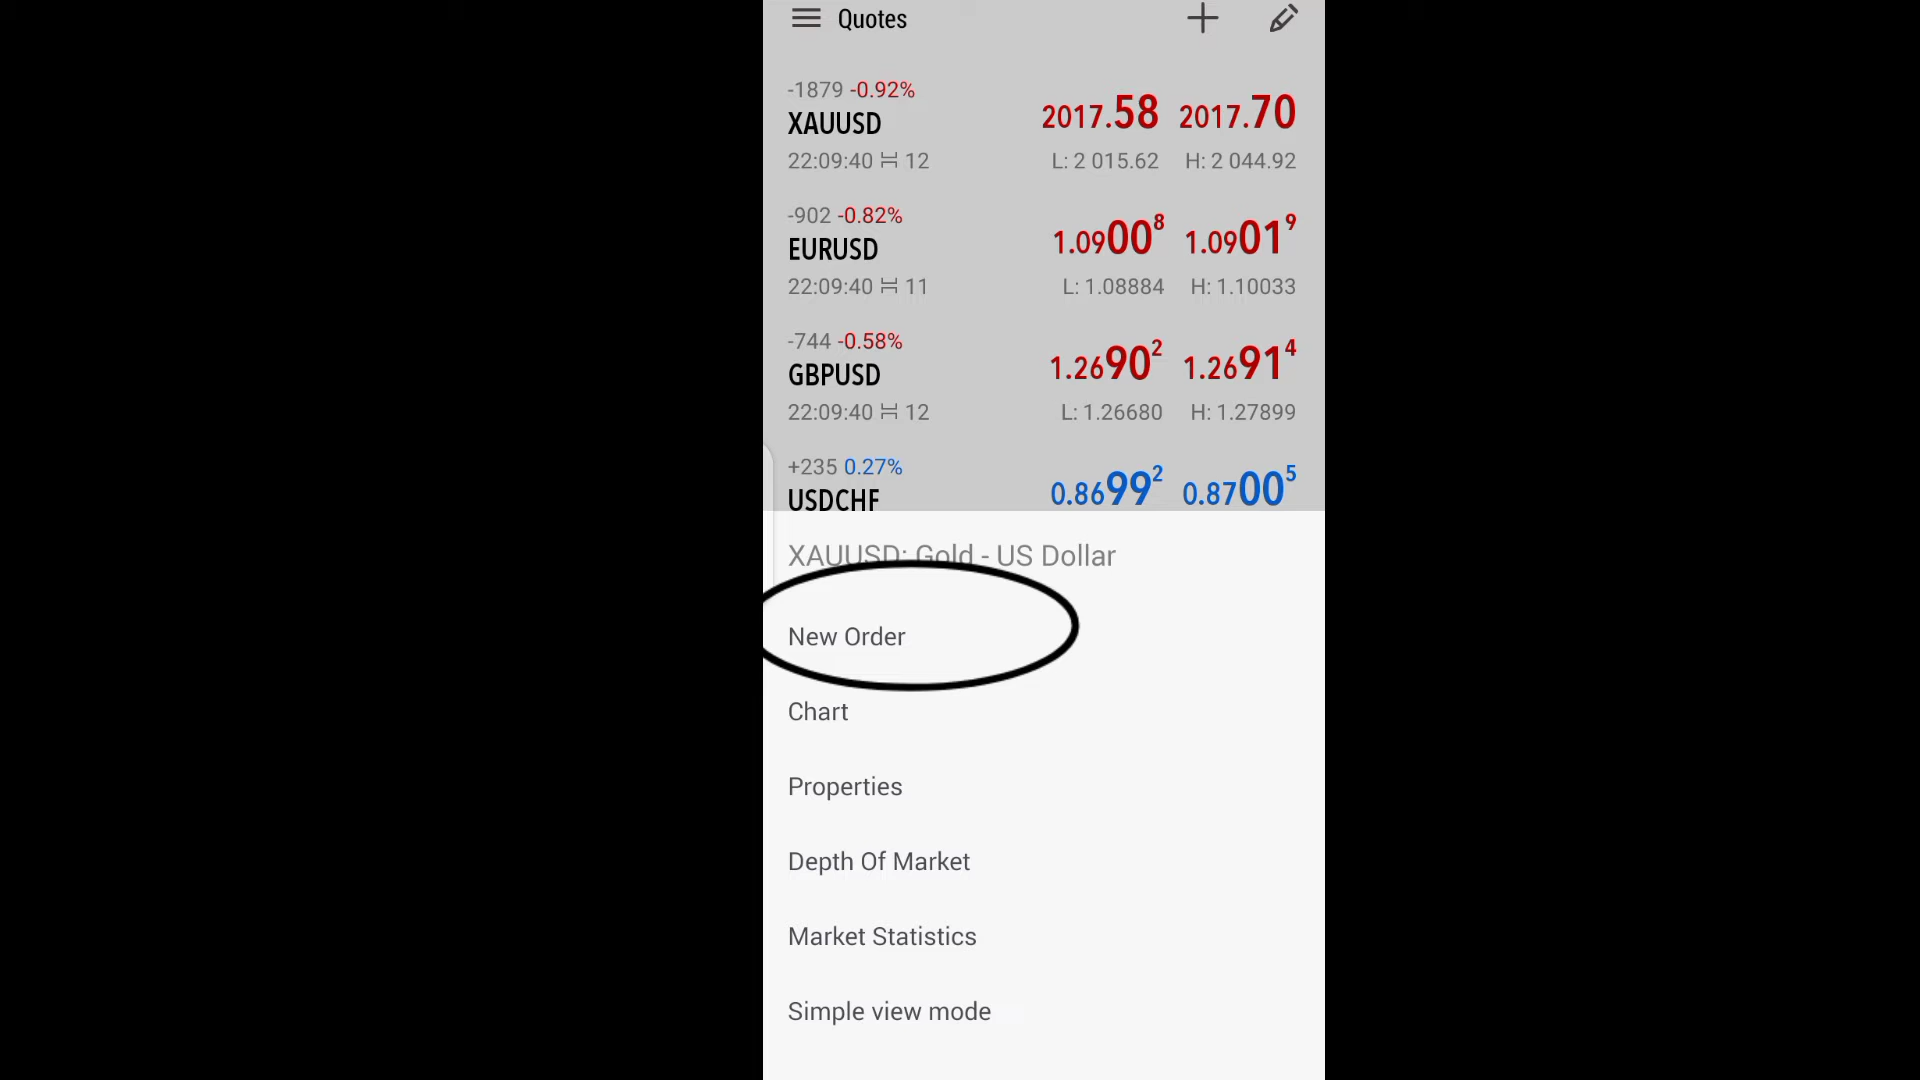 Quotes
-1879 -0.92%
XAUUSD 2017.58 2017.70
22:09:40 12 L: 2 015.62 H: 2 044.92
-902 -0.82%
EURUSD 1.09008 1.09019
22:09:40 11 L: 1.08884 H: 1.10033
-744 -0.58%
GBPUSD 1.26902 1.26914
22:09:40 12 L: 1.26680 H: 1.27899
+235 0.27%
USDCHF 0.86992 0.87005
XAUUSD: Gold - US Dollar
New Order
Chart
Properties
Depth Of Market
Market Statistics
Simple view mode